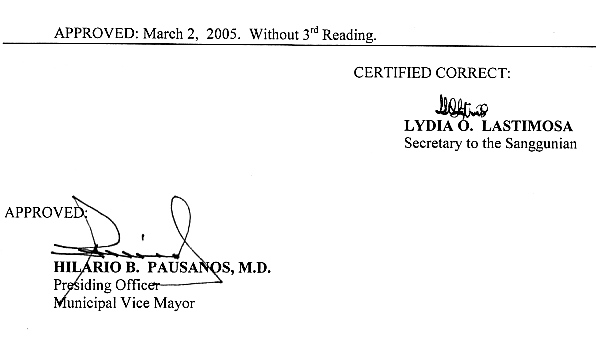 APPROVED: March 2, 2005. Without 3rd Reading.
CERTIFIED CORRECT:
LYDIA O. LASTIMOSA
Secretary to the Sanggunian
APPROVED:
HILARIO B. PAUSANOS, M.D.
Presiding Officer
Municipal Vice Mayor